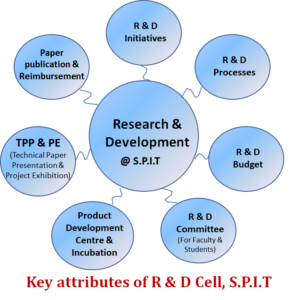 R & D
Initiatives
Paper
publication &
Reimbursement
R & D
Processes
Research &
Development
@ S.P.I.T
TPP & PE
(Technical Paper
Presentation &
Project Exhibition)
R & D
Budget
Product
Development
Centre &
Incubation
R & D
Committee
(For Faculty &
Students)
Key attributes of R & D Cell, S.P.I.T